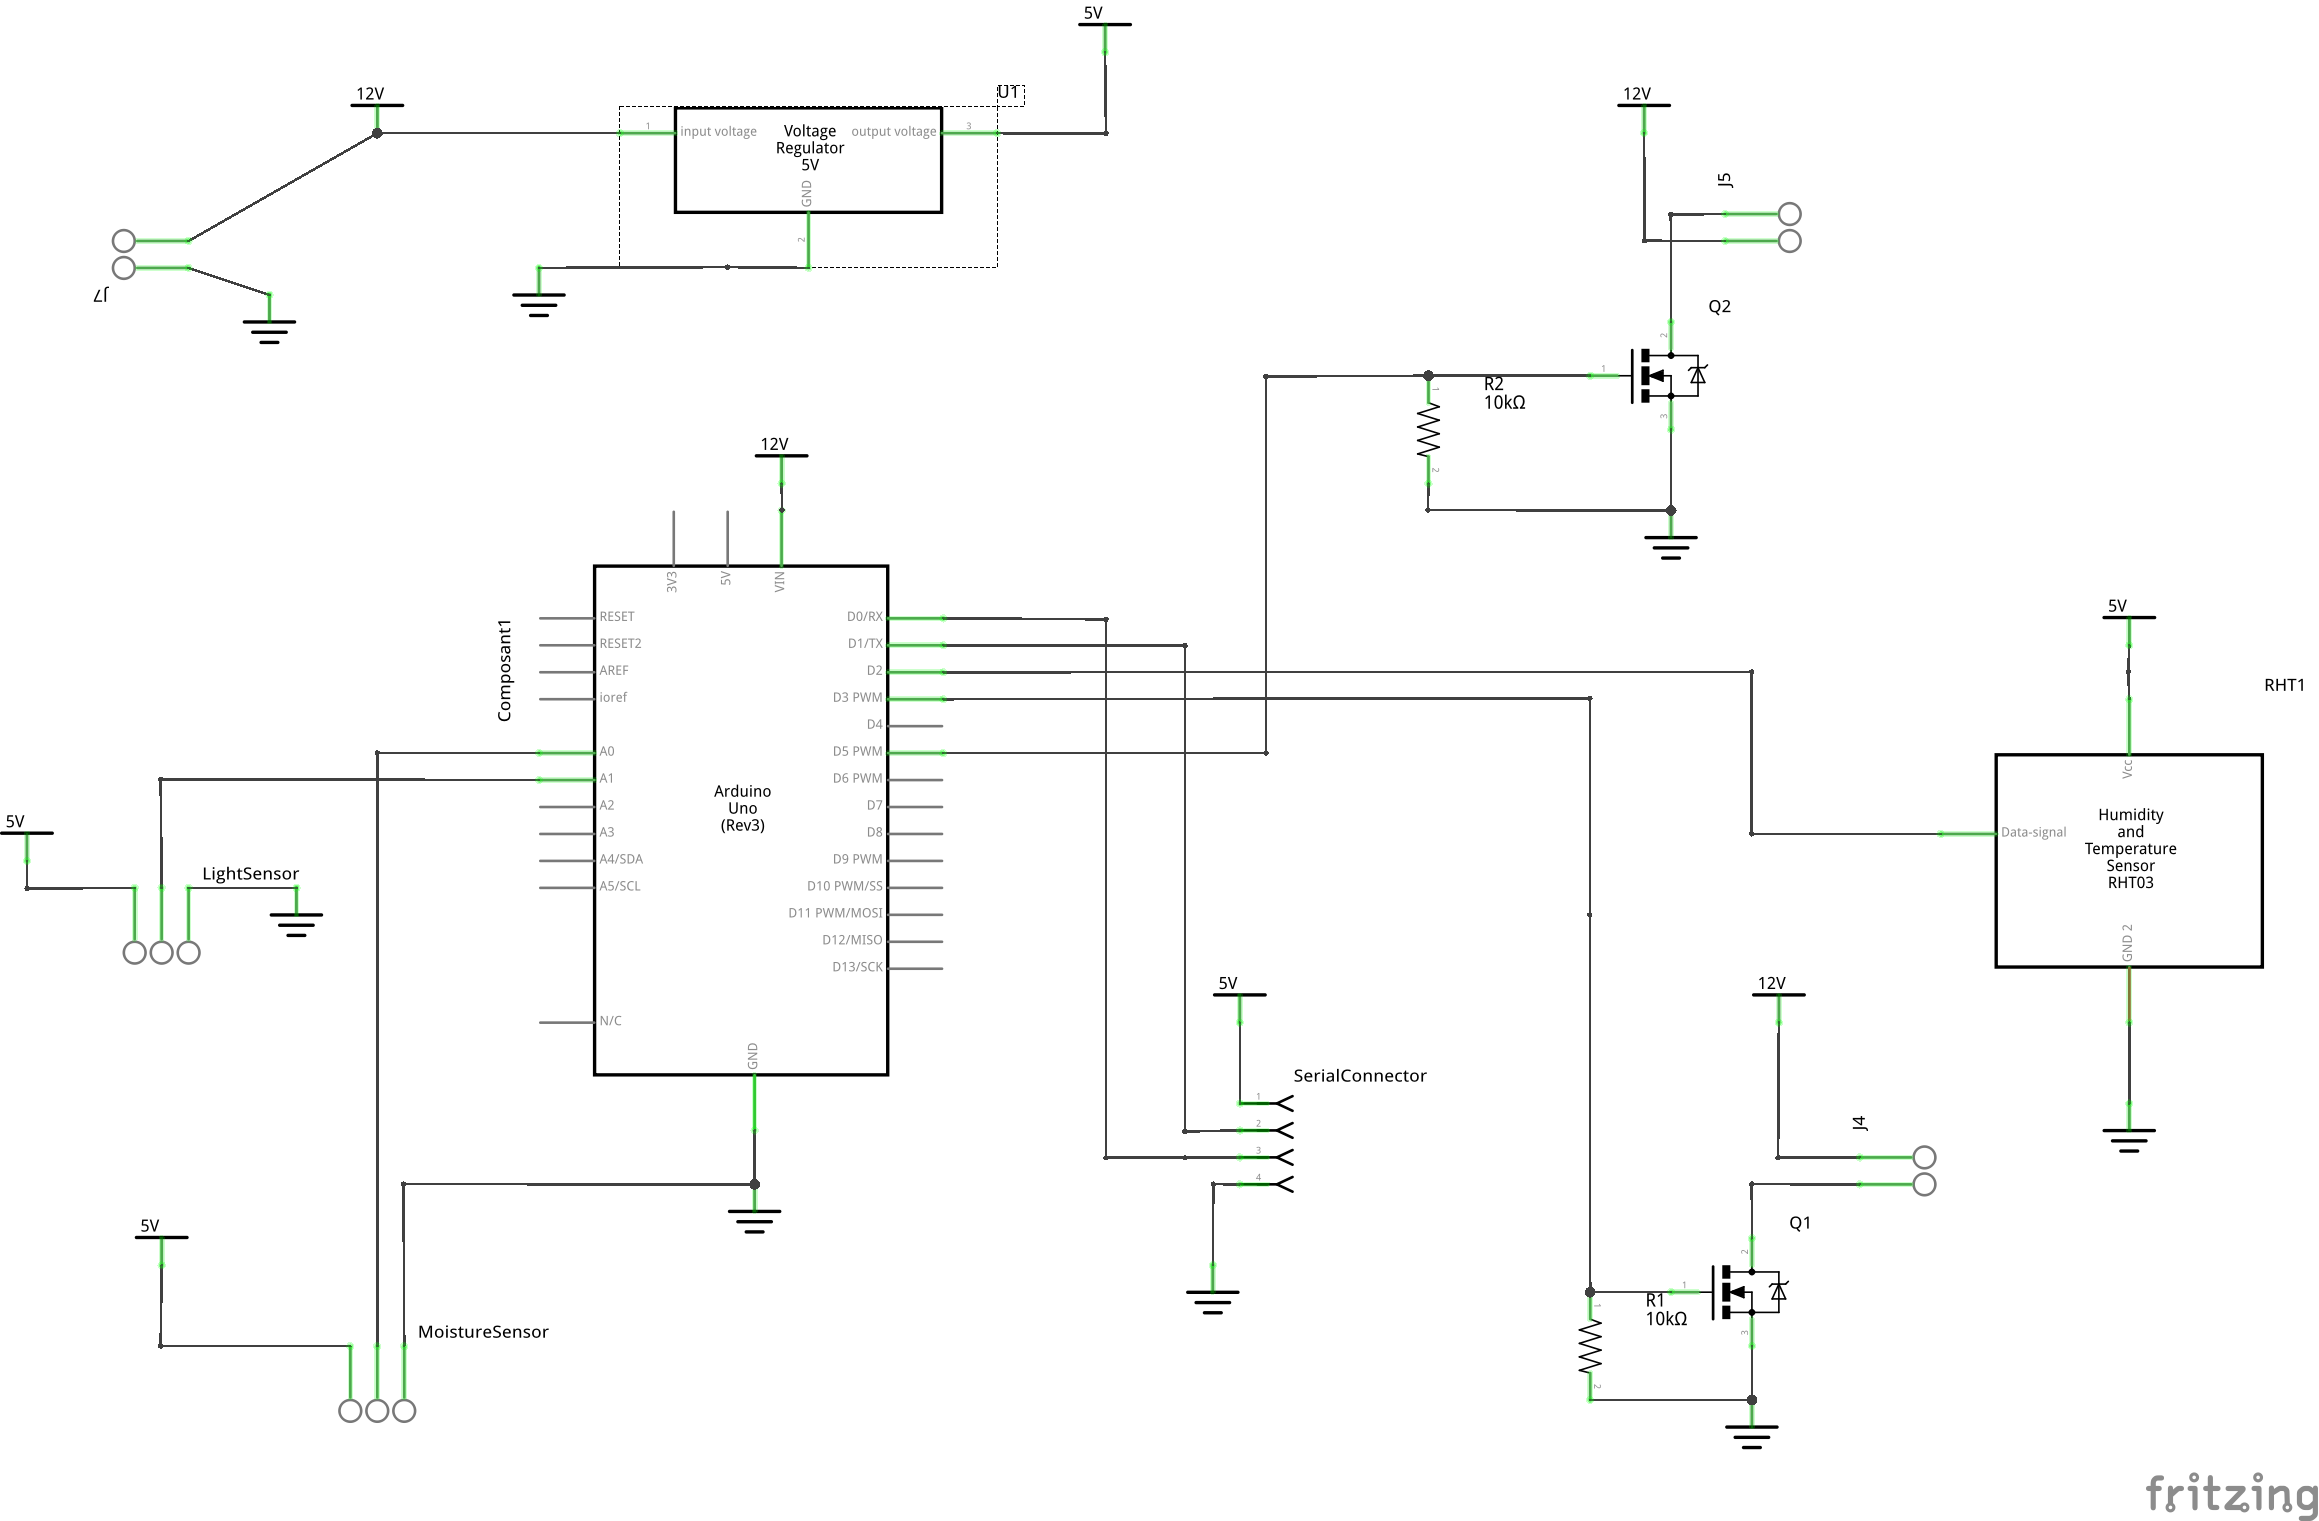 5V
12V
U1
1
input voltage
Voltage
Regulator
5V
output voltage
3
GND
2
J7
12V
J5
Q2
2
1
3
R2
10kΩ
1
2
12V
3V3
5V
VIN
Composant1
RESET
RESET2
AREF
ioref
A0
A1
A2
A3
A4/SDA
A5/SCL
N/C
Arduino
Uno
(Rev3)
GND
D0/RX
D1/TX
D2
D3 PWM
D4
D5 PWM
D6 PWM
D7
D8
D9 PWM
D10 PWM/SS
D11 PWM/MOSI
D12/MISO
D13/SCK
5V
RHT1
Vcc
Data-signal
Humidity
and
Temperature
Sensor
RHT03
GND 2
5V
LightSensor
5V
SerialConnector
1
2
3
4
12V
J4
Q1
2
1
3
R1
10kΩ
1
2
5V
MoistureSensor
fritzing